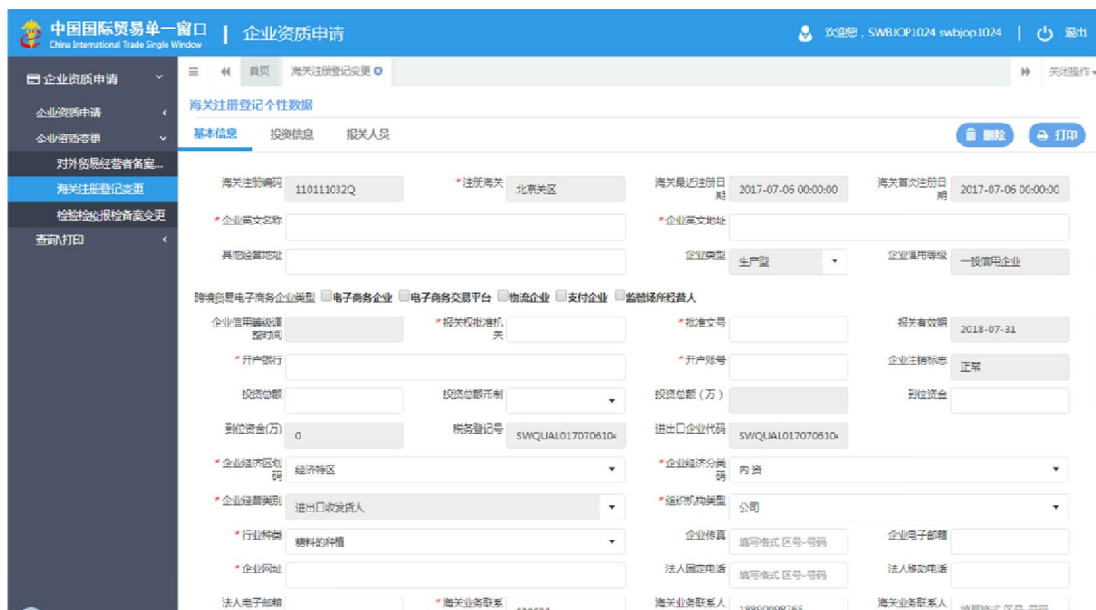 中国国际贸易单一窗口 | 企业资质申请
China International Trade Single Window
欢迎您，SWBJOP1024 swbjop1024 | 退出
企业资质申请
企业资质申请
企业资质变更
对外贸易经营者备案...
海关注册登记变更
检验检疫报检备案变更
查询\打印
首页 海关注册登记变更 关闭操作
海关注册登记个性数据
基本信息 投资信息 报关人员 删除 打印
海关注册编码 110111032Q *注册海关 北京关区 海关最近注册日期 2017-07-06 00:00:00 海关首次注册日期 2017-07-06 00:00:00
*企业英文名称 *企业英文地址
其他经营地址 企业类型 生产型 企业信用等级 一般信用企业
跨境贸易电子商务企业类型 电子商务企业 电子商务交易平台 物流企业 支付企业 监管场所经营人
企业信用等级调整时间 *报关权批准机关 *批准文号 报关有效期 2018-07-31
*开户银行 *开户账号 企业注销标志 正常
投资总额 投资总额币制 投资总额（万） 到位资金
到位资金(万) 0 税务登记号 SWQUAL0170706104 进出口企业代码 SWQUAL0170706104
*企业经济区划码 经济特区 *企业经济分类码 内资
*企业经营类别 进出口收发货人 *组织机构类型 公司
*行业种类 糖料的种植 企业传真 填写格式 区号-号码 企业电子邮箱
*企业网址 法人固定电话 填写格式 区号-号码 法人移动电话
法人电子邮箱 *海关业务联系 海关业务联系人 海关业务联系人